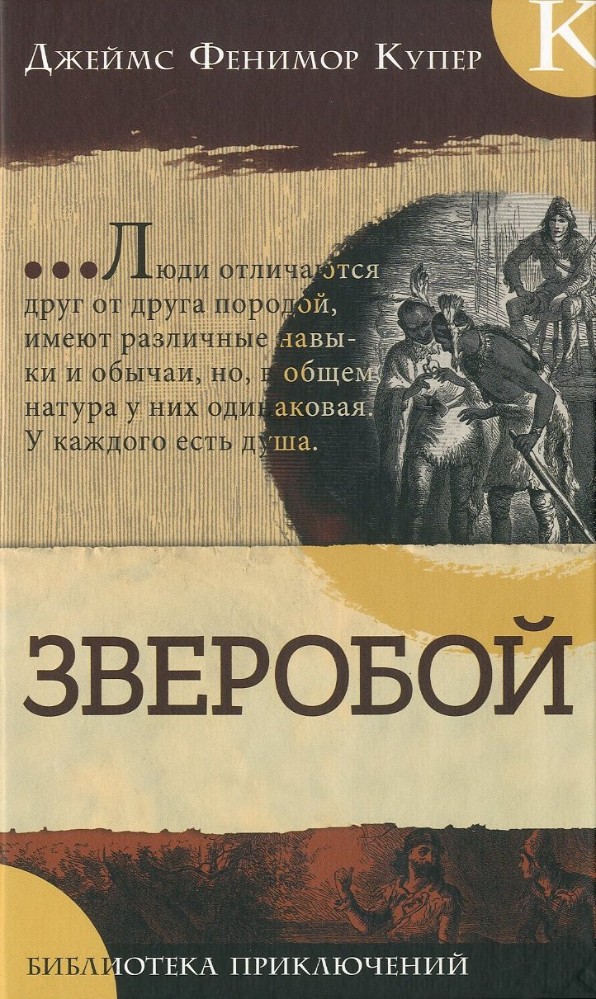 Джеймс Фенимор Купер
К
...Люди отличаются
друг от друга породой,
имеют различные навы-
ки и обычаи, но, в общем,
натура у них одинаковая.
У каждого есть душа.
ЗВЕРОБОЙ
БИБЛИОТЕКА ПРИКЛЮЧЕНИЙ